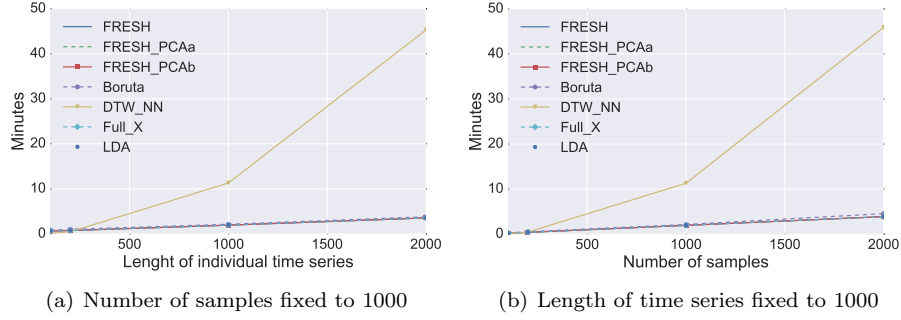 50
40
30
20
10
0
Minutes
FRESH
FRESH_PCAa
FRESH_PCAb
Boruta
DTW_NN
Full_X
LDA
500
1000
1500
2000
Lenght of individual time series
(a) Number of samples fixed to 1000
50
40
30
20
10
0
Minutes
FRESH
FRESH_PCAa
FRESH_PCAb
Boruta
DTW_NN
Full_X
LDA
500
1000
1500
2000
Number of samples
(b) Length of time series fixed to 1000